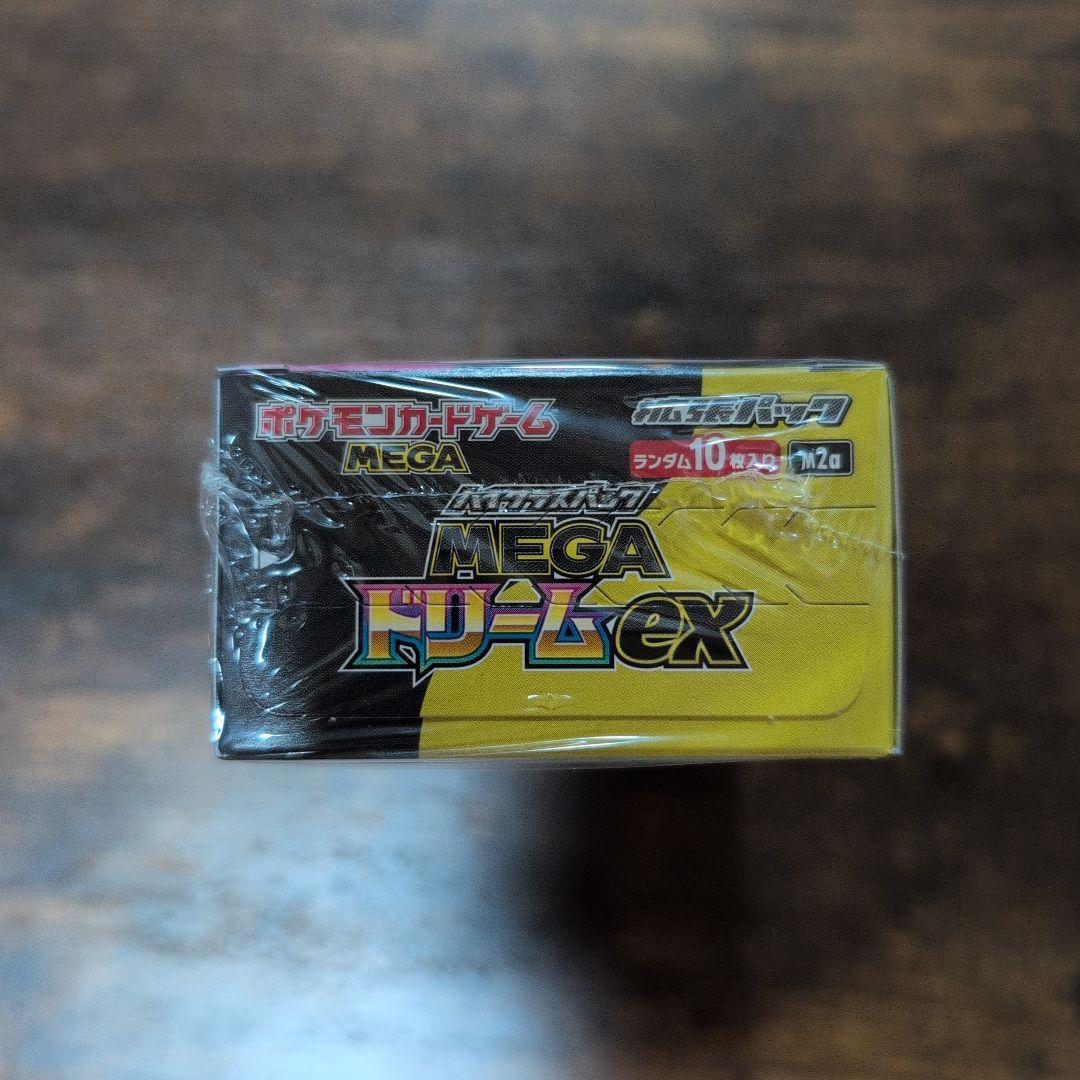 ポケモンカードゲーム
MEGA
拡張パック
ランダム10枚入り
M2a
ハイクラスパック
MEGA
ドリームex